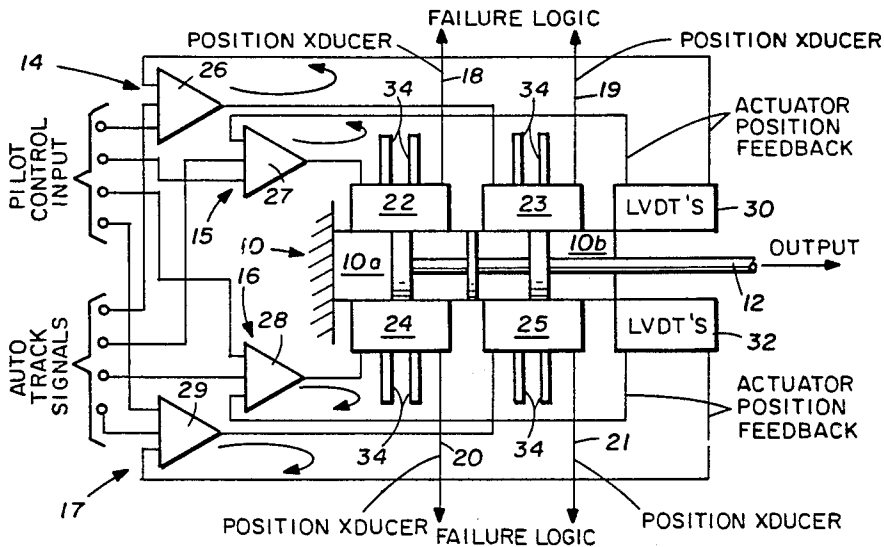 FAILURE LOGIC
POSITION XDUCER
POSITION XDUCER
14
26
18
19
34
34
ACTUATOR
POSITION
FEEDBACK
PILOT
CONTROL
INPUT
27
15
22
23
LVDT'S
30
10
10a
10b
OUTPUT
12
16
28
24
25
LVDT'S
32
AUTO
TRACK
SIGNALS
29
34
34
ACTUATOR
POSITION
FEEDBACK
20
21
17
POSITION XDUCER
FAILURE LOGIC
POSITION XDUCER